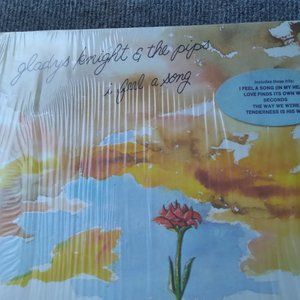 gladys knight & the pips
i feel a song
includes these hits:
I FEEL A SONG (IN MY HE
LOVE FINDS ITS OWN W
SECONDS
THE WAY WE WERE
TENDERNESS IS HIS W